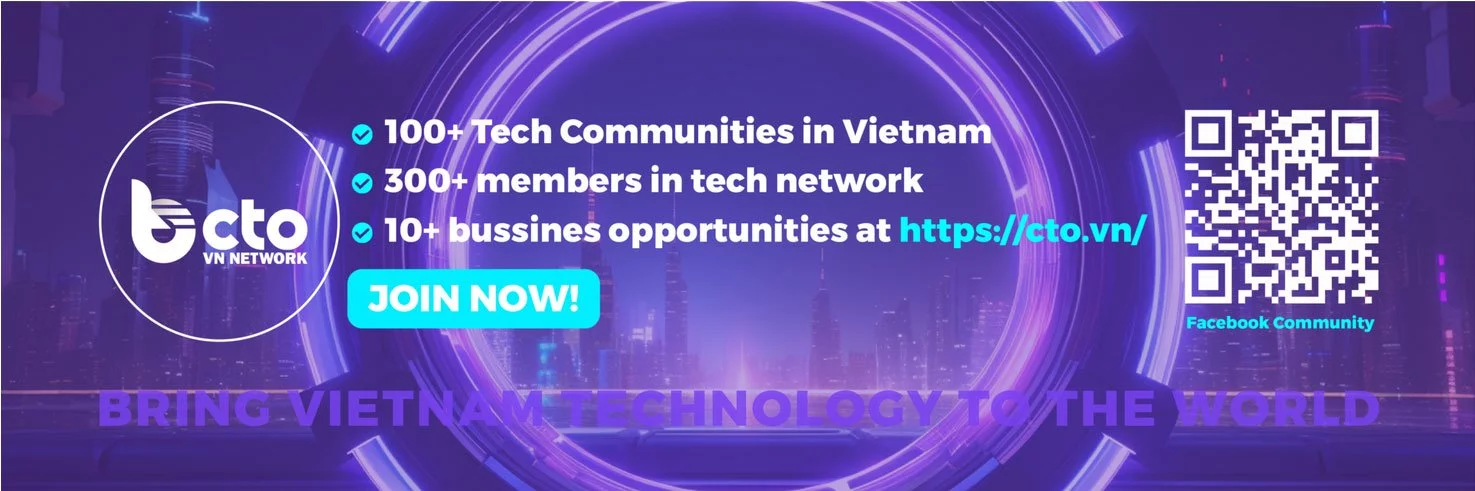 cto
VN NETWORK
100+ Tech Communities in Vietnam
300+ members in tech network
10+ bussines opportunities at https://cto.vn/
JOIN NOW!
Facebook Community
BRING VIETNAM TECHNOLOGY TO THE WORLD